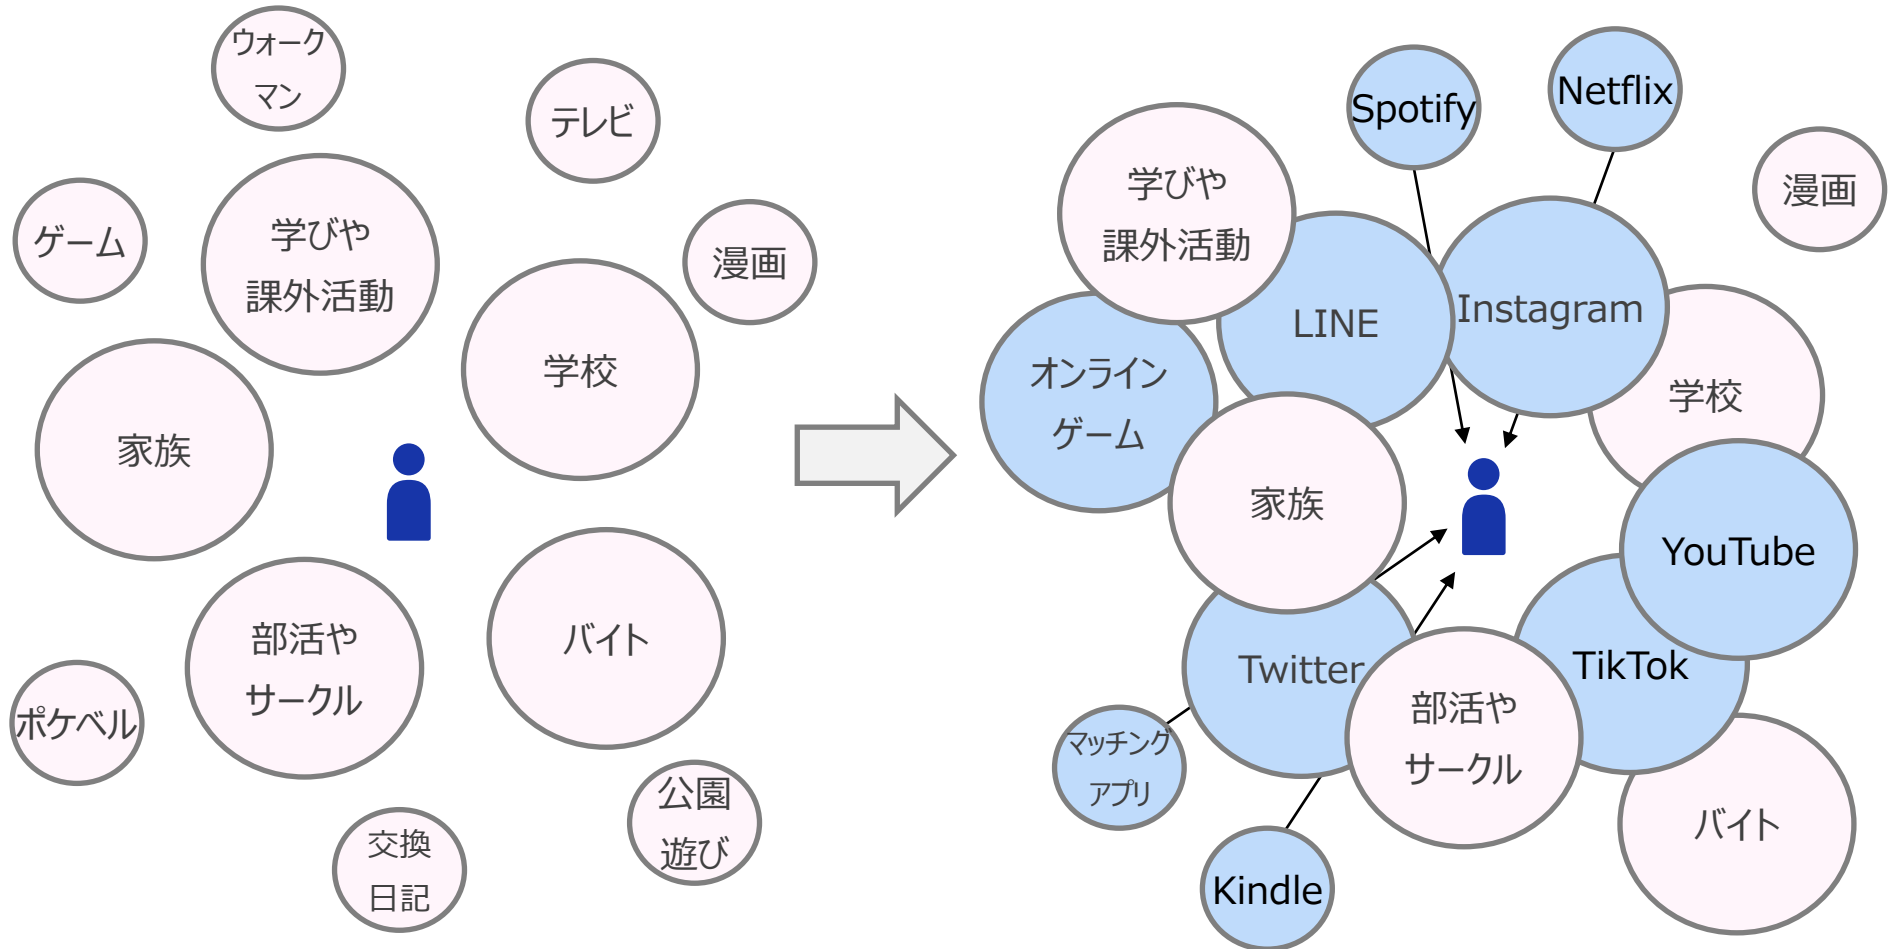 ウォーク
マン
テレビ
ゲーム
学びや
課外活動
漫画
学校
家族
部活や
サークル
バイト
ポケベル
公園
遊び
交換
日記
Spotify
Netflix
学びや
課外活動
漫画
LINE
Instagram
オンライン
ゲーム
学校
家族
YouTube
Twitter
TikTok
部活や
サークル
マッチング
アプリ
バイト
Kindle